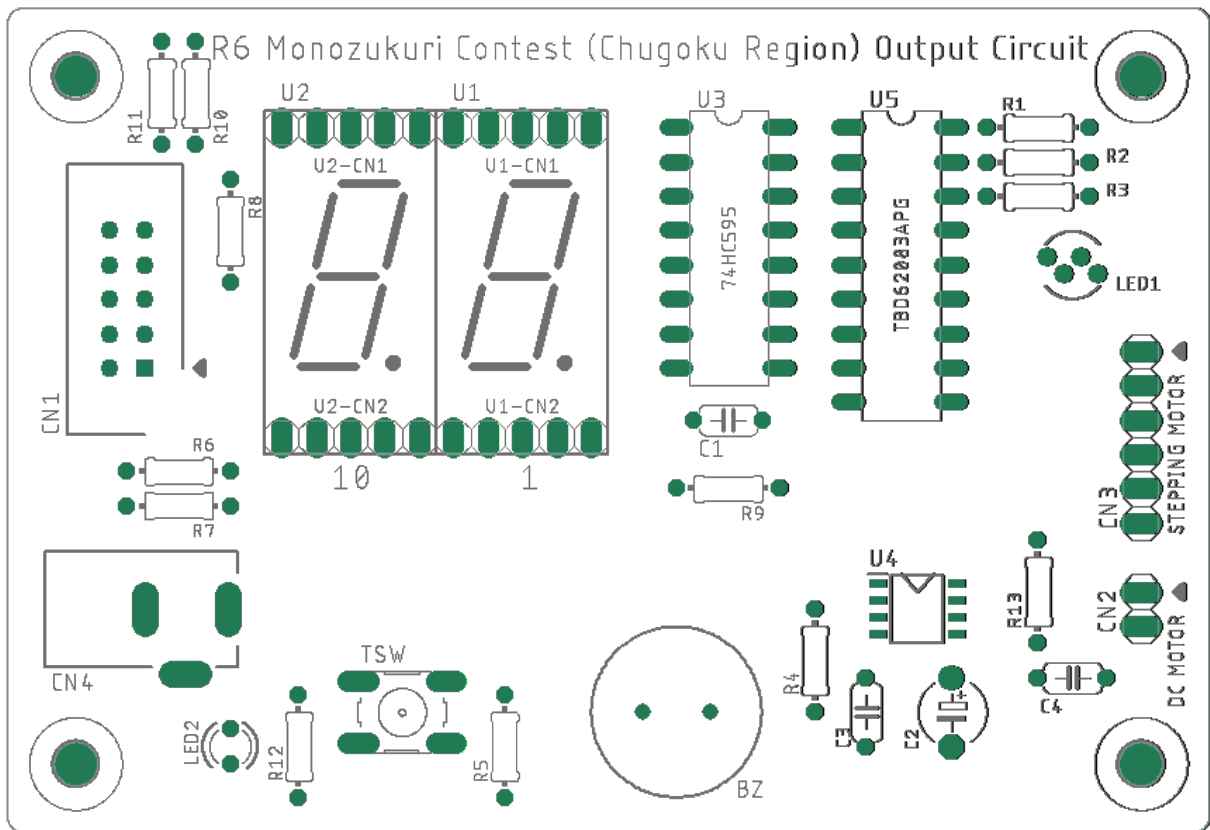 R6 Monozukuri Contest (Chugoku Region) Output Circuit
U2
U1
U3
U5
R1
R11
R10
U2-CN1
U1-CN1
R2
R3
R8
74HC595
TBD62083APG
LED1
CN1
U2-CN2
U1-CN2
C1
R6
10
1
R9
R7
CN3
STEPPING MOTOR
U4
R13
CN2
DC MOTOR
CN4
TSW
R4
C4
LED2
R12
R5
BZ
C3
C2
+